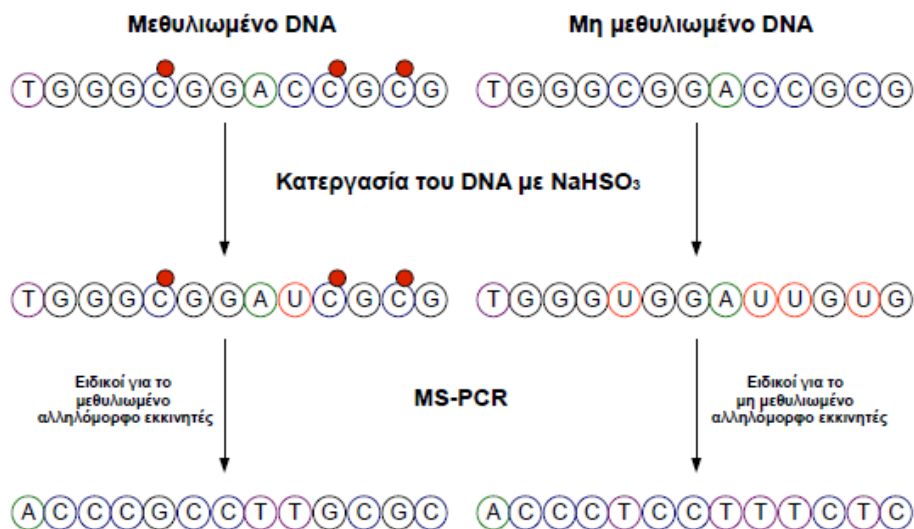 Μεθυλιωμένο DNA
Μη μεθυλιωμένο DNA
TGGGCGGACCGCG
TGGGCGGACCGCG
Κατεργασία του DNA με NaHSO₃
TGGGCGGAUCGCG
TGGGUGGAUUGUG
Ειδικοί για το
μεθυλιωμένο
αλληλόμορφο εκκινητές
MS-PCR
Ειδικοί για το
μη μεθυλιωμένο
αλληλόμορφο εκκινητές
ACCCGCCTTGCGC
ACCCTCCTTTCTC